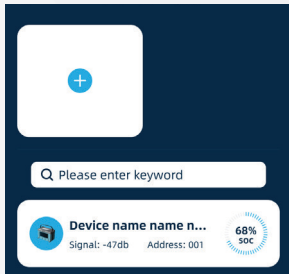 Please enter keyword
Device name name n...
Signal: -47db Address: 001
68%
SOC